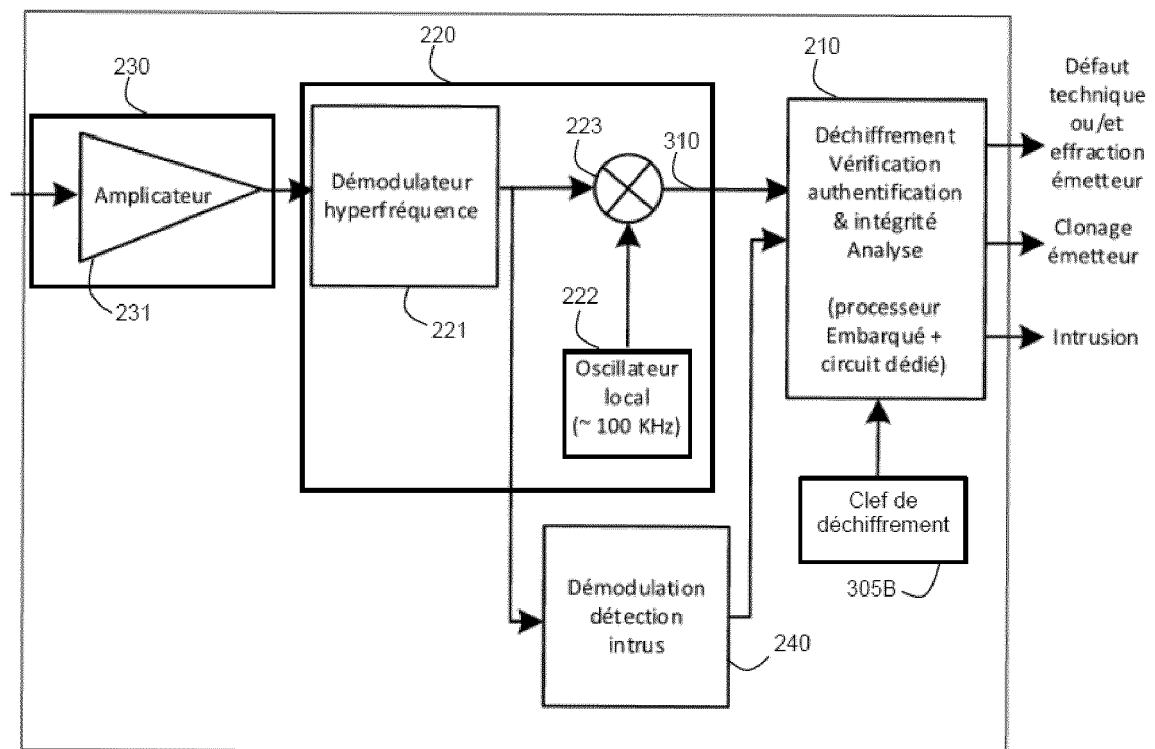 230
220
210
Amplicateur
231
Démodulateur
hyperfréquence
221
223
310
222
Oscillateur
local
(~ 100 KHz)
Déchiffrement
Vérification
authentification
& intégrité
Analyse
(processeur
Embarqué +
circuit dédié)
Défaut
technique
ou/et
effraction
émetteur
Clonage
émetteur
Intrusion
Clef de
déchiffrement
305B
Démodulation
détection
intrus
240